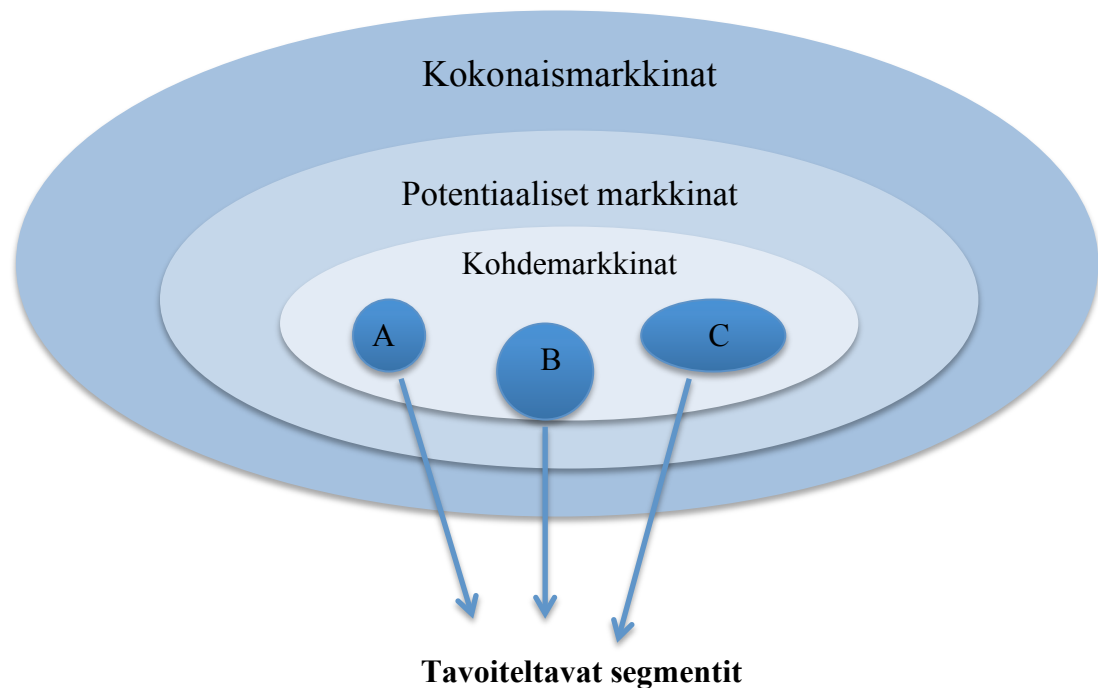 Kokonaismarkkinat
Potentiaaliset markkinat
Kohdemarkkinat
A
B
C
Tavoiteltavat segmentit